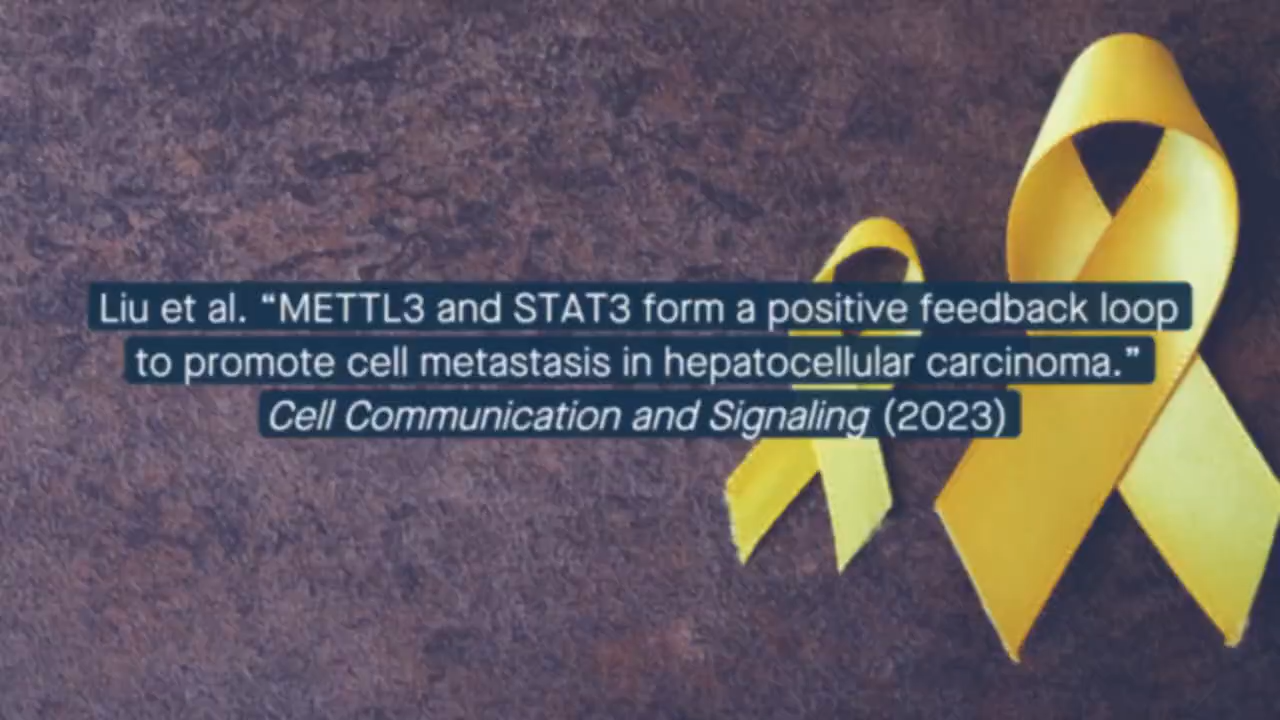 Liu et al. “METTL3 and STAT3 form a positive feedback loop
to promote cell metastasis in hepatocellular carcinoma.”
Cell Communication and Signaling (2023)